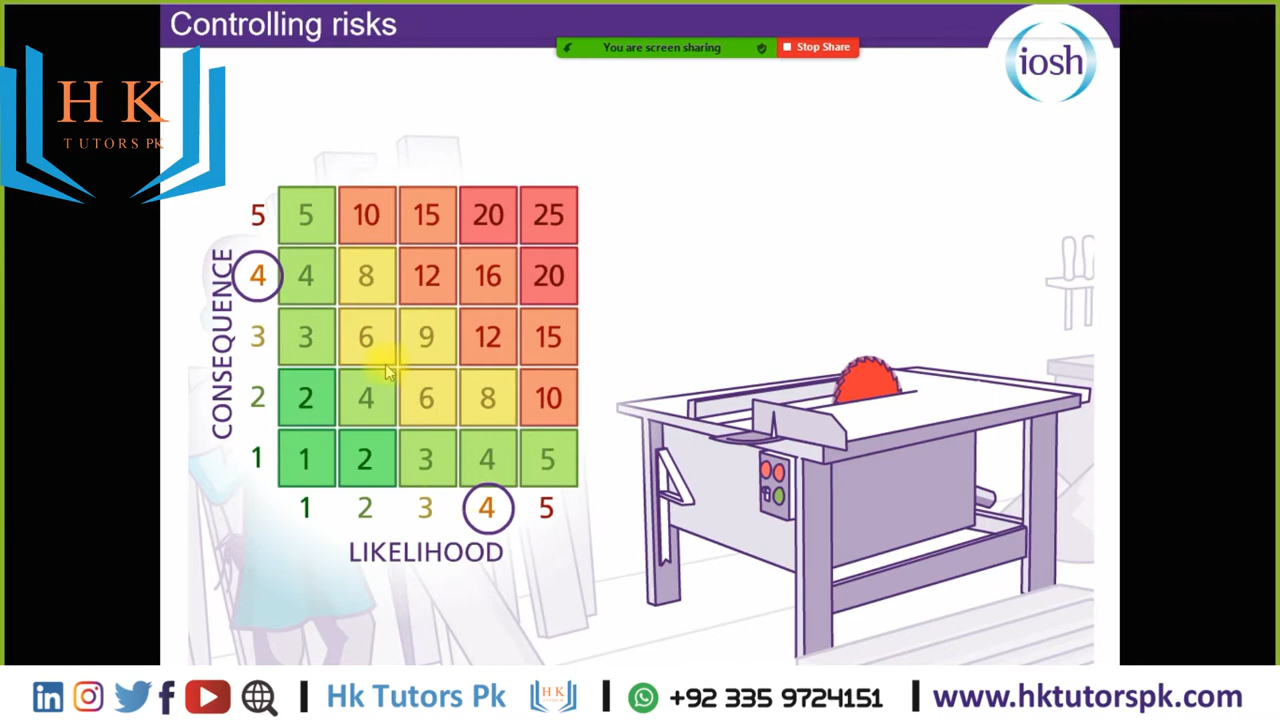 Controlling risks
You are screen sharing
Stop Share
iosh
H K
TUTORS PK
CONSEQUENCE
5 5 10 15 20 25
4 4 8 12 16 20
3 3 6 9 12 15
2 2 4 6 8 10
1 1 2 3 4 5
1 2 3 4 5
LIKELIHOOD
Hk Tutors Pk
HK
+92 335 9724151
www.hktutorspk.com